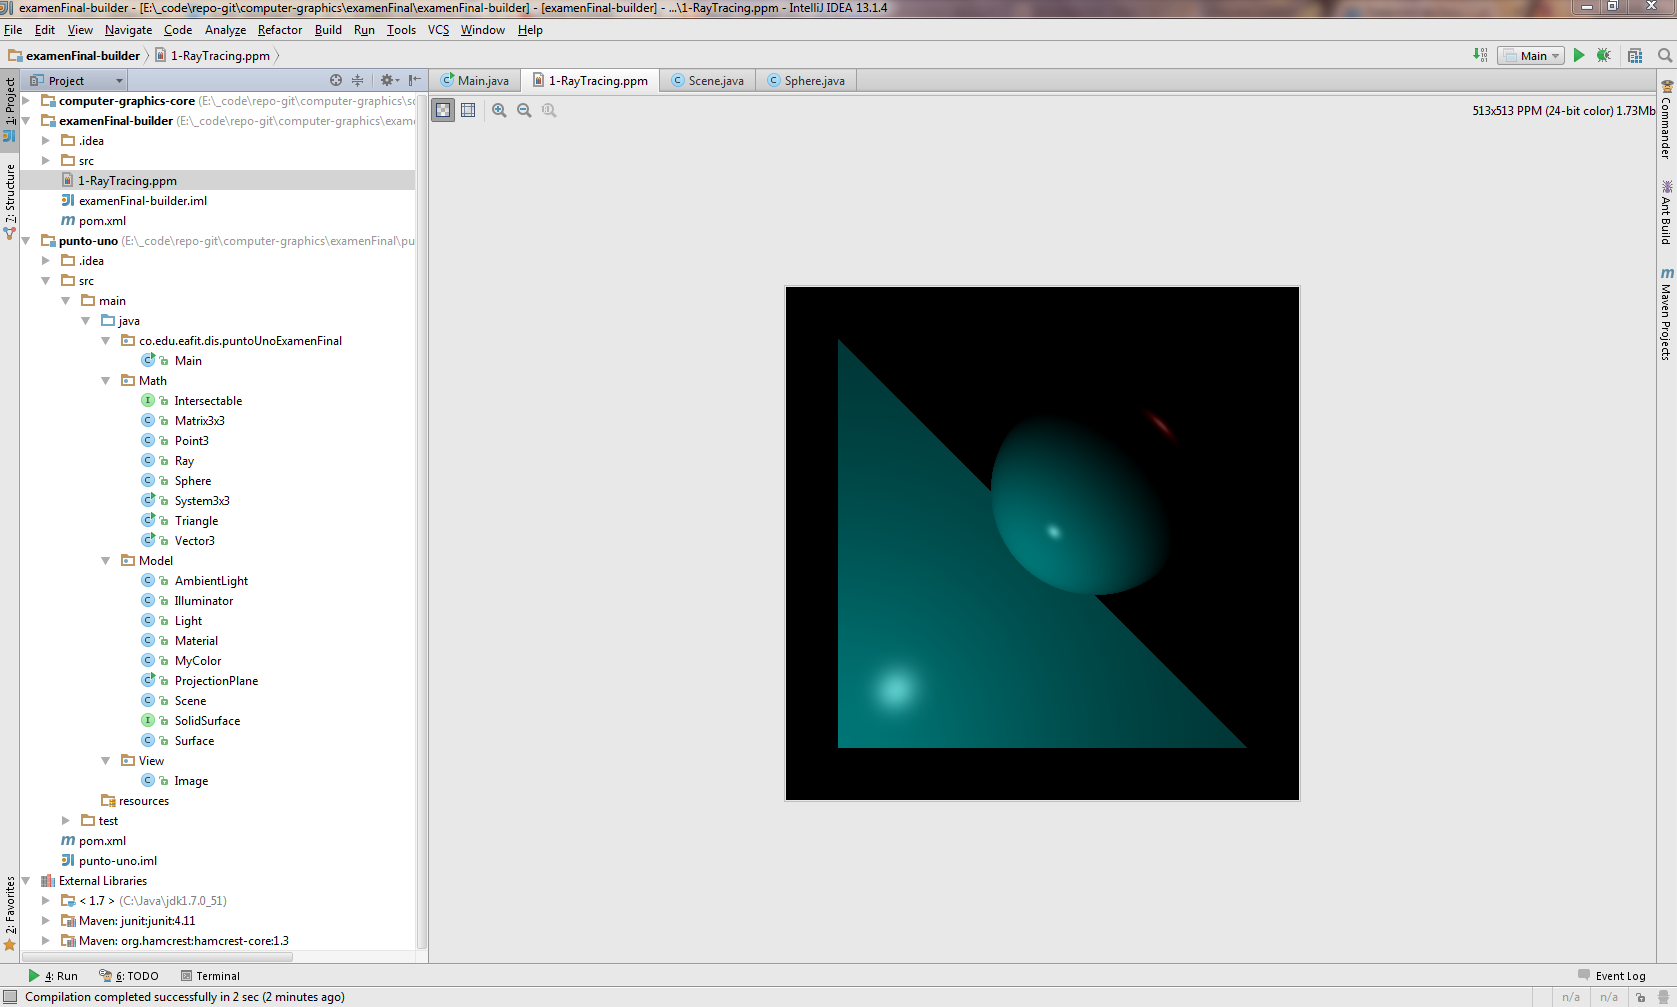 examenFinal-builder - [E:\_code\repo-git\computer-graphics\examenFinal\examenFinal-builder] - [examenFinal-builder] - ...\1-RayTracing.ppm - IntelliJ IDEA 13.1.4
File Edit View Navigate Code Analyze Refactor Build Run Tools VCS Window Help
examenFinal-builder 1-RayTracing.ppm Main
1: Project
7: Structure
2: Favorites
Project
computer-graphics-core (E:\_code\repo-git\computer-graphics\sc
examenFinal-builder (E:\_code\repo-git\computer-graphics\exame
.idea
src
1-RayTracing.ppm
examenFinal-builder.iml
pom.xml
punto-uno (E:\_code\repo-git\computer-graphics\examenFinal\pu
.idea
src
main
java
co.edu.eafit.dis.puntoUnoExamenFinal
Main
Math
Intersectable
Matrix3x3
Point3
Ray
Sphere
System3x3
Triangle
Vector3
Model
AmbientLight
Illuminator
Light
Material
MyColor
ProjectionPlane
Scene
SolidSurface
Surface
View
Image
resources
test
pom.xml
punto-uno.iml
External Libraries
< 1.7 > (C:\Java\jdk1.7.0_51)
Maven: junit:junit:4.11
Maven: org.hamcrest:hamcrest-core:1.3
Main.java 1-RayTracing.ppm Scene.java Sphere.java
513x513 PPM (24-bit color) 1.73Mb
Commander
Ant Build
Maven Projects
4: Run 6: TODO Terminal Event Log
Compilation completed successfully in 2 sec (2 minutes ago) n/a n/a